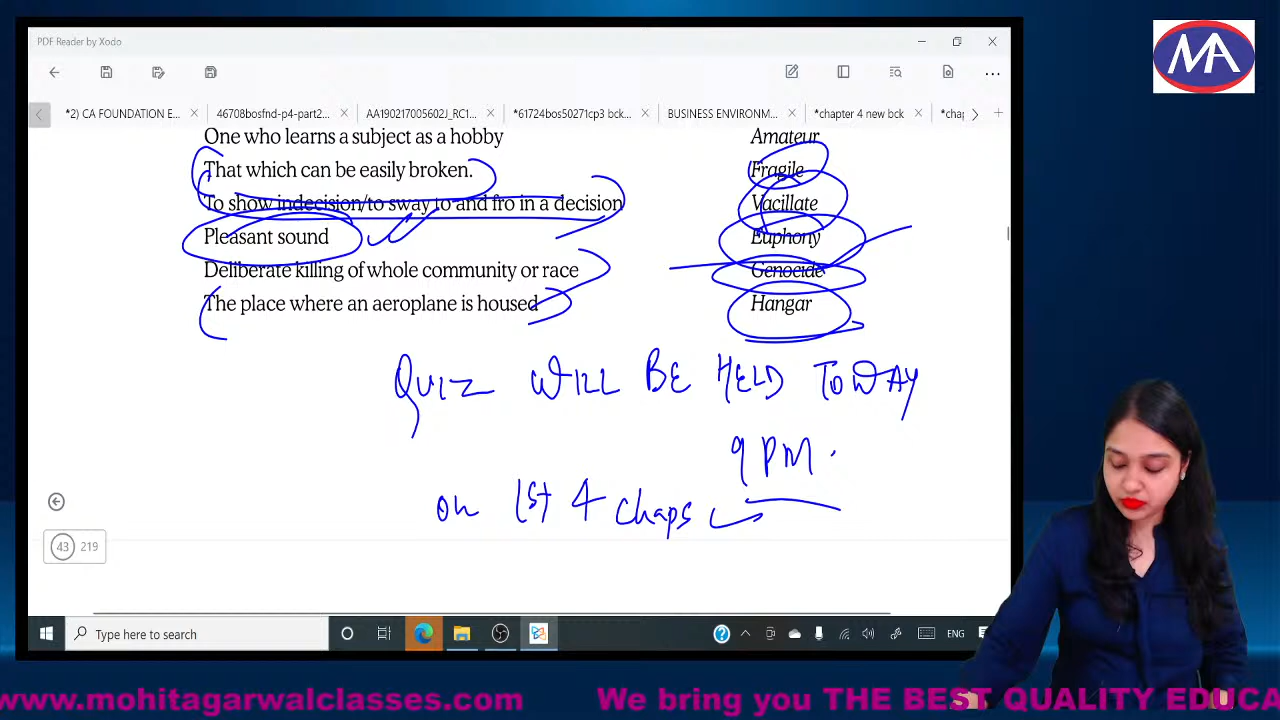 PDF Reader by Xodo
MA
*2) CA FOUNDATION E... 46708bosfnd-p4-part2... AA190217005602J_RC1... *61724bos50271cp3 bck... BUSINESS ENVIRONM... *chapter 4 new bck *chap
One who learns a subject as a hobby Amateur
That which can be easily broken. Fragile
To show indecision/to sway to and fro in a decision Vacillate
Pleasant sound Euphony
Deliberate killing of whole community or race Genocide
The place where an aeroplane is housed Hangar
QUIZ WILL BE HELD TODAY
9 PM.
on 1st 4 chaps
43 219
Type here to search ENG
www.mohitagarwalclasses.com We bring you THE BEST QUALITY EDUCA